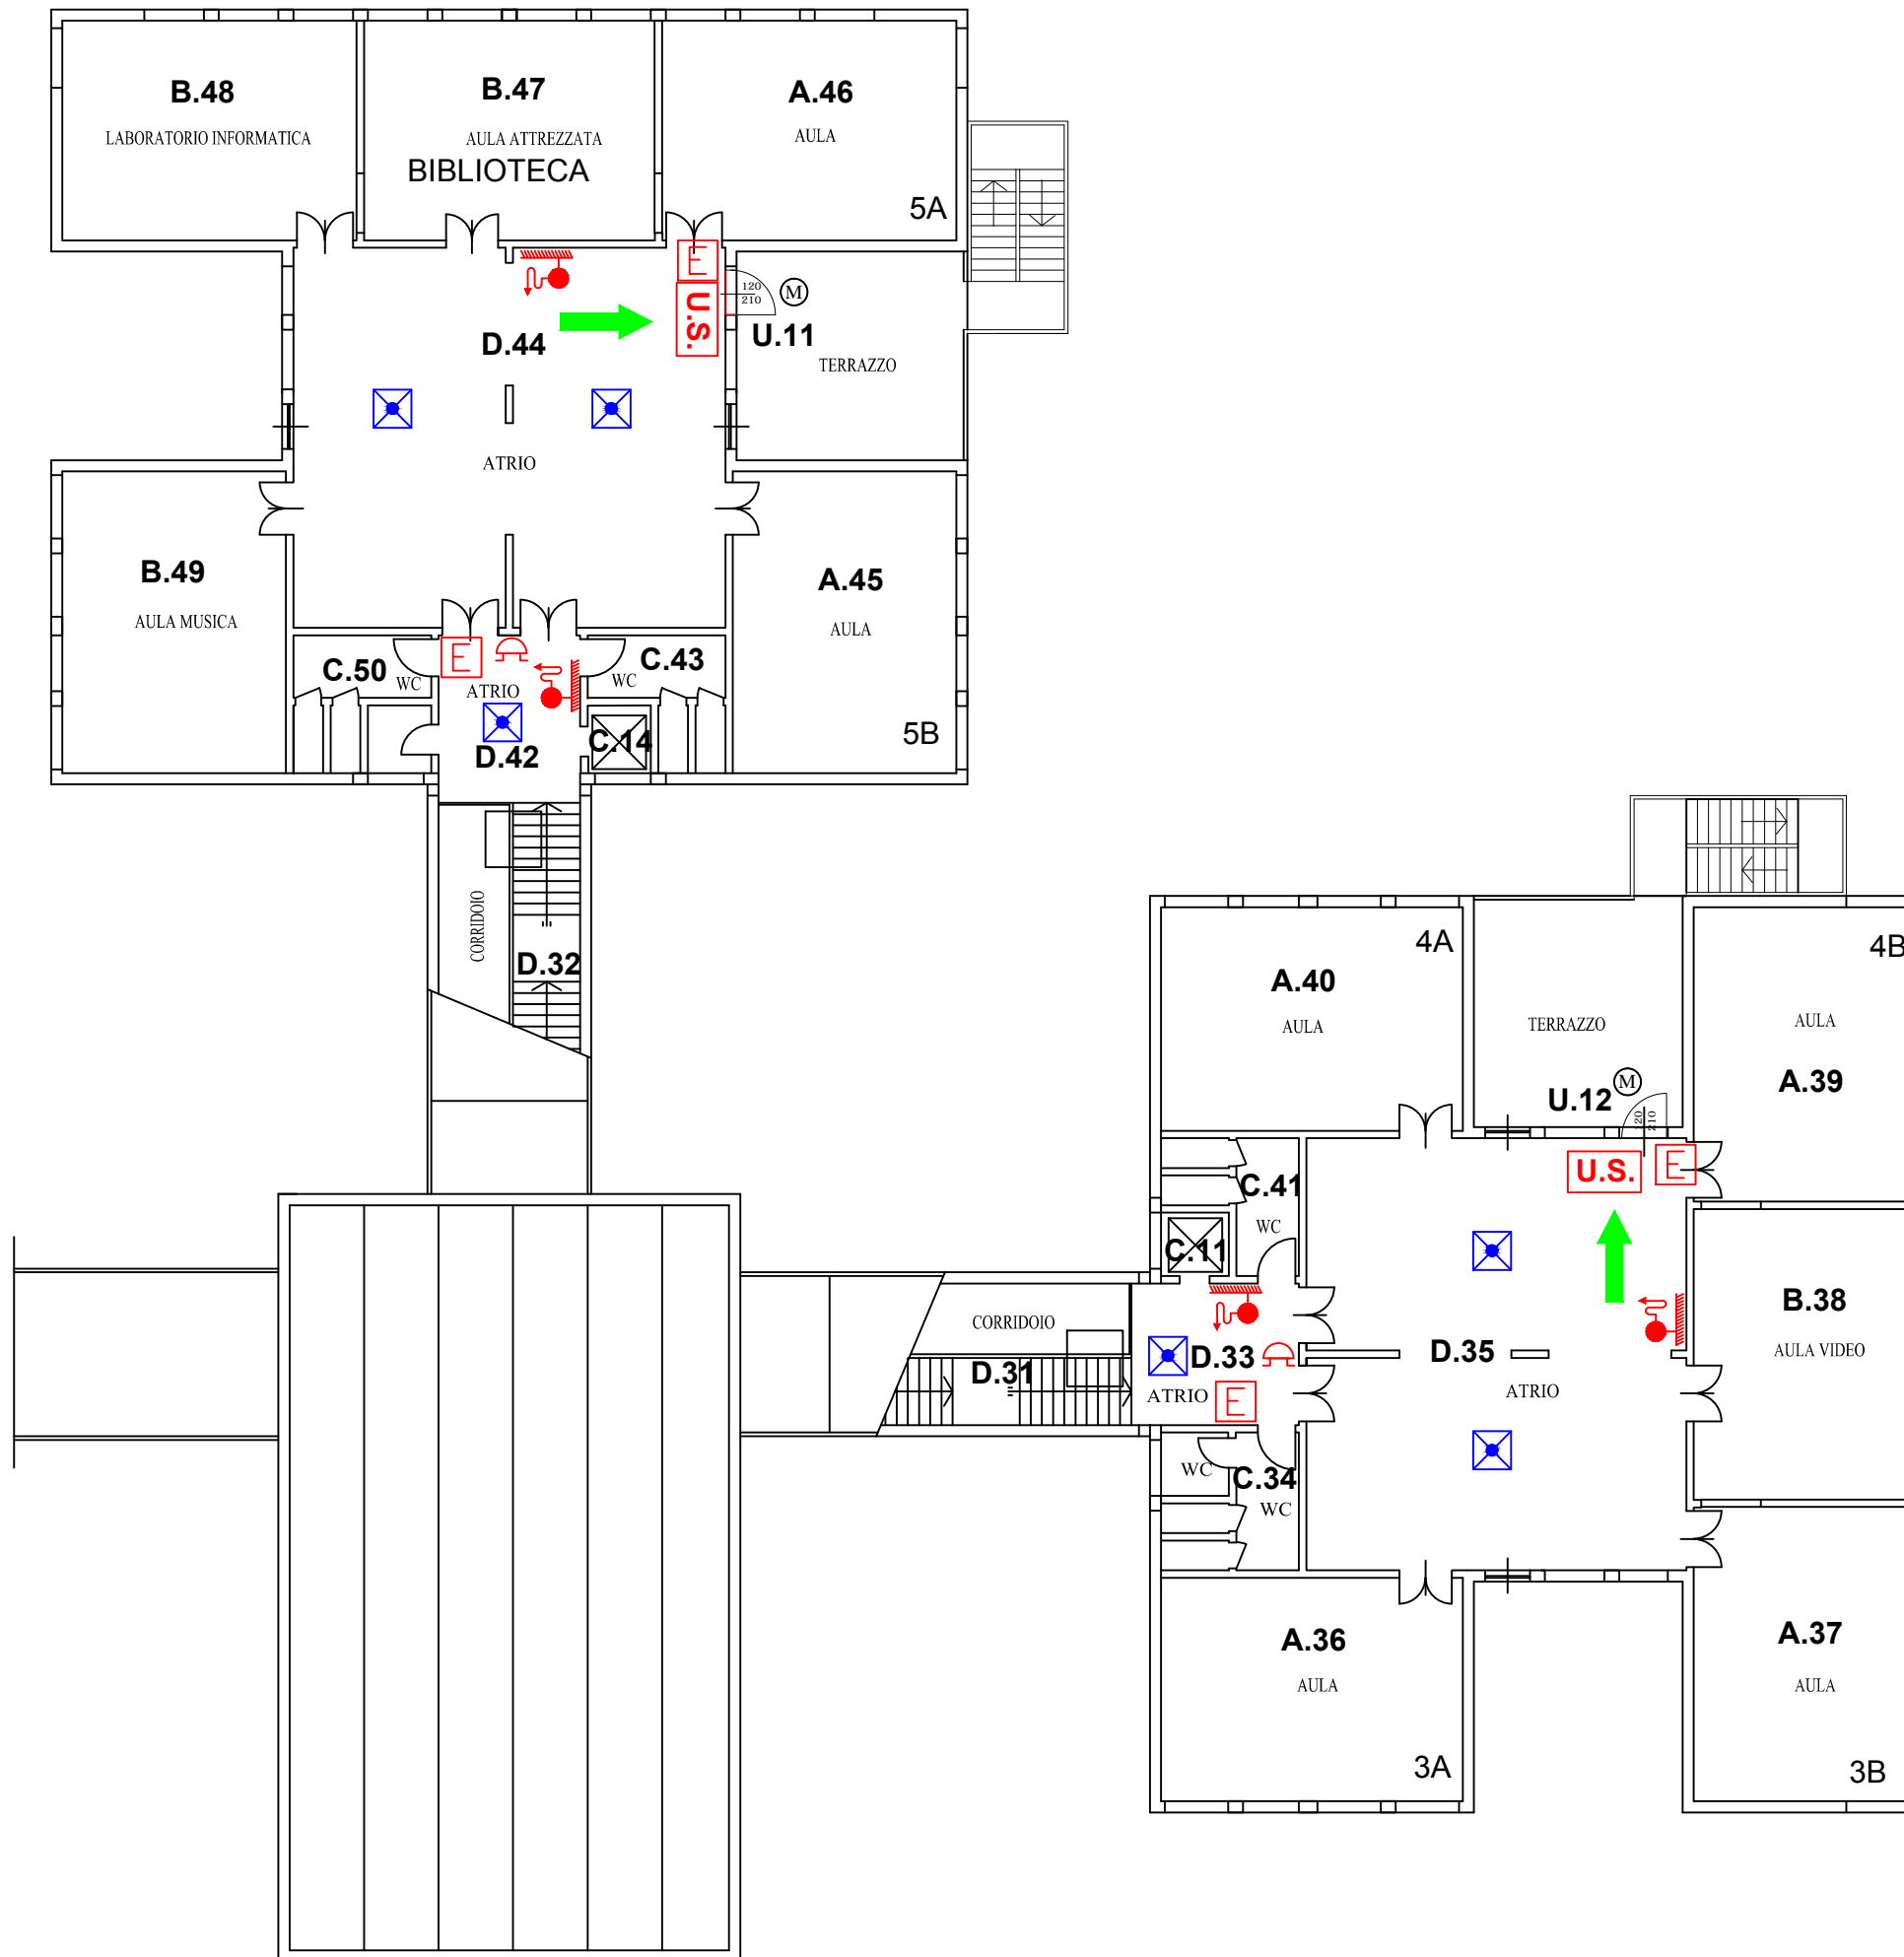 B.48
LABORATORIO INFORMATICA
B.47
AULA ATTREZZATA
BIBLIOTECA
A.46
AULA
5A
E
U.S.
120
210
M
U.11
TERRAZZO
D.44
ATRIO
B.49
AULA MUSICA
A.45
AULA
5B
C.50
WC
E
ATRIO
D.42
C.43
WC
C.14
CORRIDOIO
D.32
4A
A.40
AULA
TERRAZZO
U.12
M
120
210
4B
AULA
A.39
U.S.
E
C.41
WC
C.11
CORRIDOIO
D.31
D.33
ATRIO
E
D.35
ATRIO
B.38
AULA VIDEO
WC
C.34
WC
A.36
AULA
3A
A.37
AULA
3B